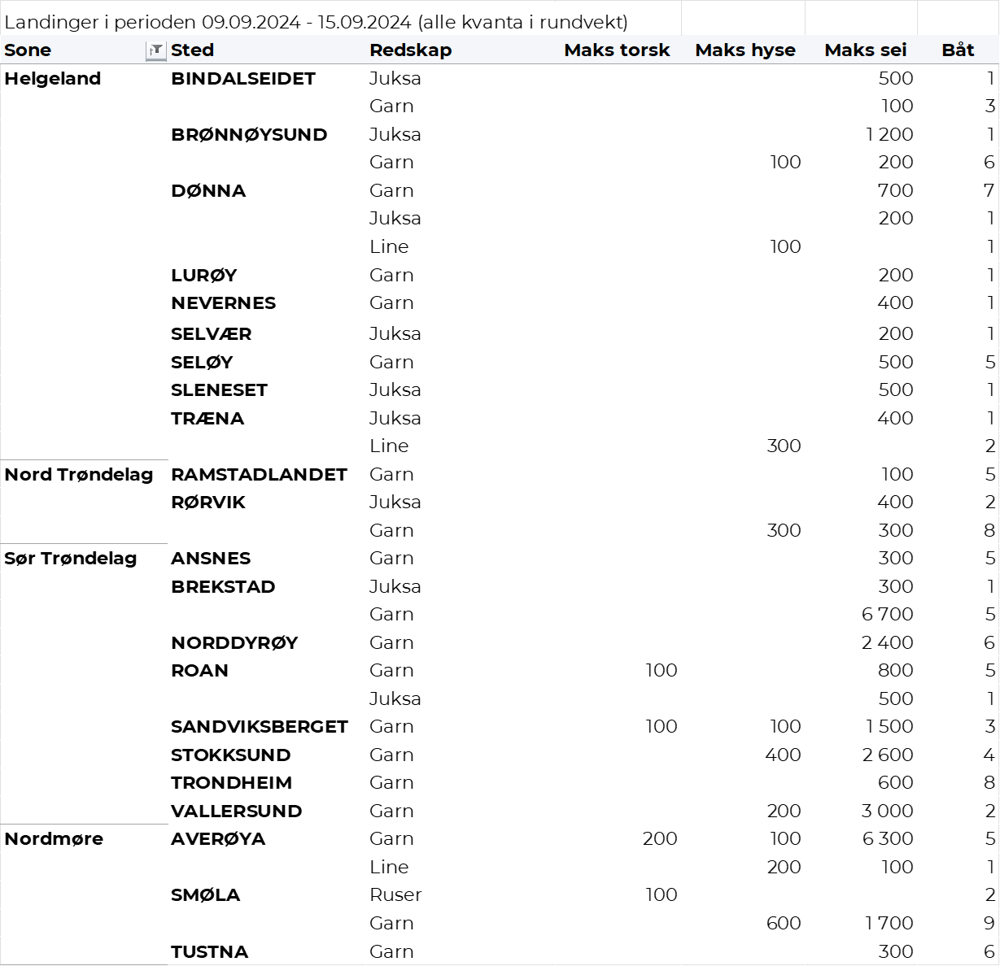 Landinger i perioden 09.09.2024 - 15.09.2024 (alle kvanta i rundvekt)
Sone Sted Redskap Maks torsk Maks hyse Maks sei Båt
Helgeland BINDALSEIDET Juksa 500 1
Garn 100 3
BRØNNØYSUND Juksa 1 200 1
Garn 100 200 6
DØNNA Garn 700 7
Juksa 200 1
Line 100 1
LURØY Garn 200 1
NEVERNES Garn 400 1
SELVÆR Juksa 200 1
SELØY Garn 500 5
SLENESET Juksa 500 1
TRÆNA Juksa 400 1
Line 300 2
Nord Trøndelag RAMSTADLANDET Garn 100 5
RØRVIK Juksa 400 2
Garn 300 300 8
Sør Trøndelag ANSNES Garn 300 5
BREKSTAD Juksa 300 1
Garn 6 700 5
NORDDYRØY Garn 2 400 6
ROAN Garn 100 800 5
Juksa 500 1
SANDVIKSBERGET Garn 100 100 1 500 3
STOKKSUND Garn 400 2 600 4
TRONDHEIM Garn 600 8
VALLERSUND Garn 200 3 000 2
Nordmøre AVERØYA Garn 200 100 6 300 5
Line 200 100 1
SMØLA Ruser 100 2
Garn 600 1 700 9
TUSTNA Garn 300 6